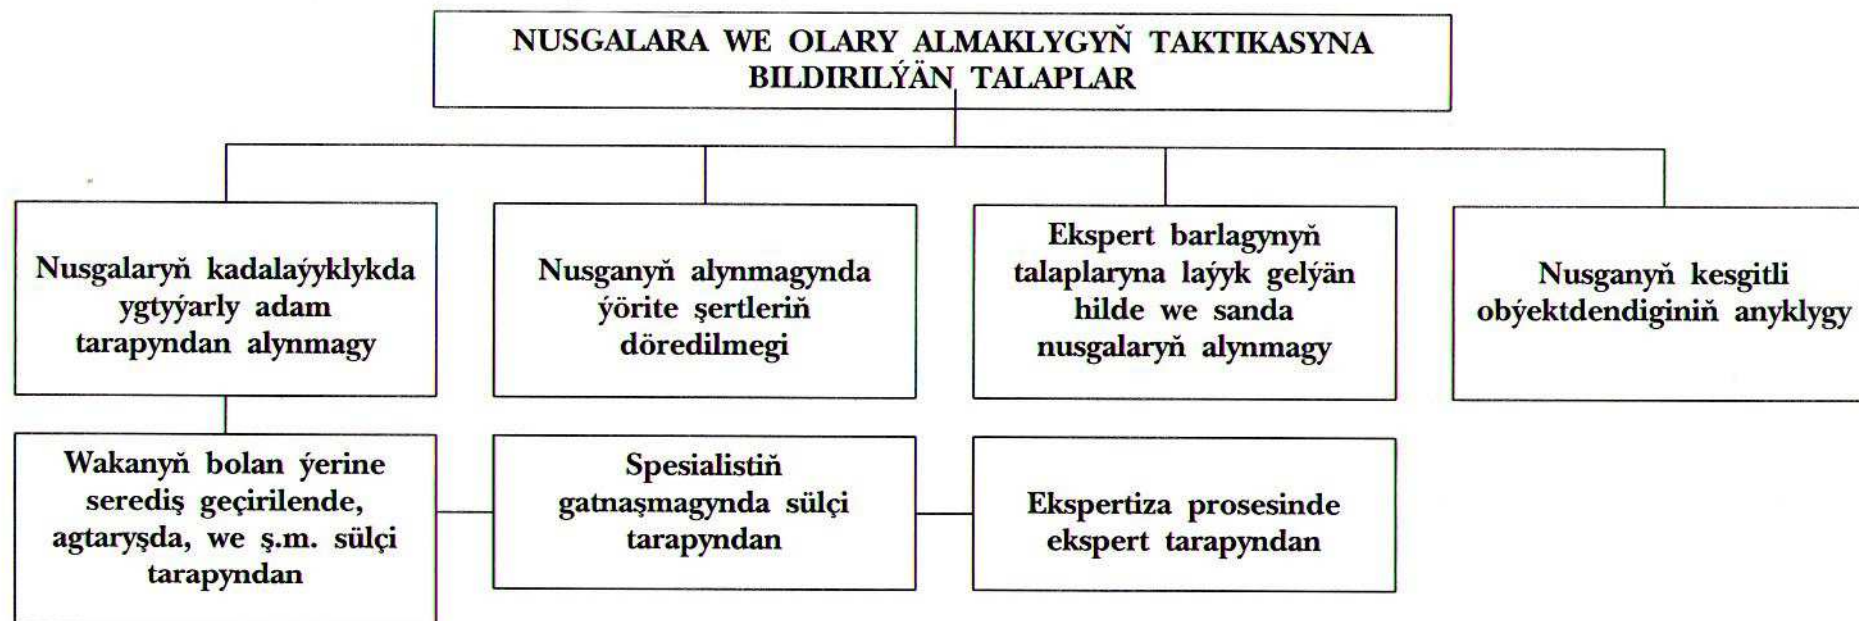 NUSGALARA WE OLARY ALMAKLYGYŇ TAKTIKASYNA
BILDIRILÝÄN TALAPLAR
Nusgalaryň kadalaýyklykda
ygtyýarly adam
tarapyndan alynmagy
Nusganyň alynmagynda
ýörite şertleriň
döredilmegi
Ekspert barlagynyň
talaplaryna laýyk gelýän
hilde we sanda
nusgalaryň alynmagy
Nusganyň kesgitli
obýektdendiginiň anyklygy
Wakanyň bolan ýerine
serediş geçirilende,
agtaryşda, we ş.m. sülçi
tarapyndan
Spesialistiň
gatnaşmagynda sülçi
tarapyndan
Ekspertiza prosesinde
ekspert tarapyndan